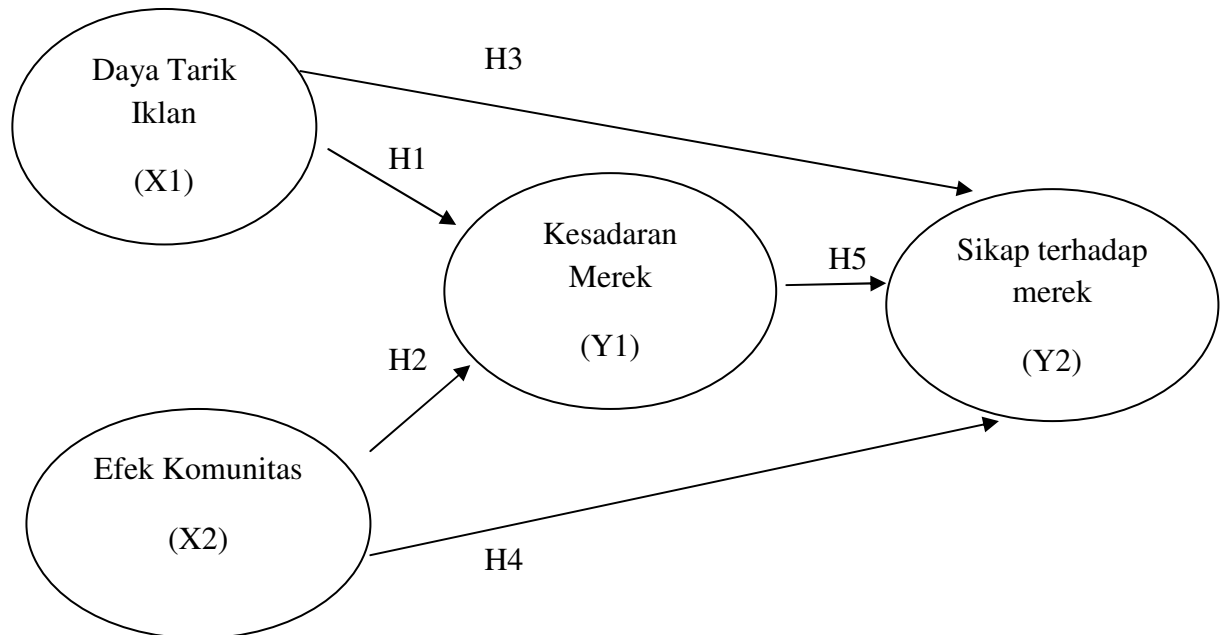 Daya Tarik
Iklan
(X1)
H3
H1
Kesadaran
Merek
(Y1)
H5
Sikap terhadap
merek
(Y2)
H2
Efek Komunitas
(X2)
H4